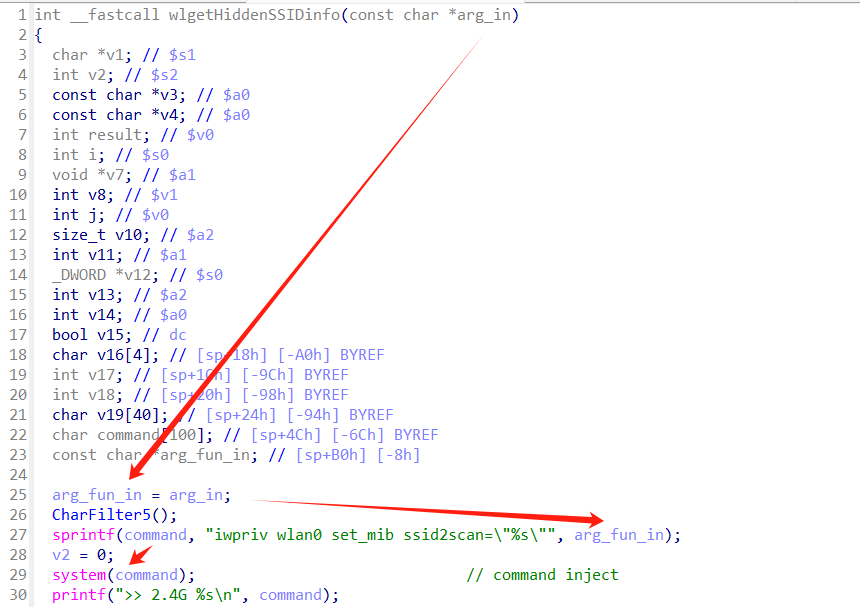 1 int __fastcall wlgetHiddenSSIDinfo(const char *arg_in)
2 {
3 char *v1; // $s1
4 int v2; // $s2
5 const char *v3; // $a0
6 const char *v4; // $a0
7 int result; // $v0
8 int i; // $s0
9 void *v7; // $a1
10 int v8; // $v1
11 int j; // $v0
12 size_t v10; // $a2
13 int v11; // $a1
14 _DWORD *v12; // $s0
15 int v13; // $a2
16 int v14; // $a0
17 bool v15; // dc
18 char v16[4]; // [sp+18h] [-A0h] BYREF
19 int v17; // [sp+1Ch] [-9Ch] BYREF
20 int v18; // [sp+20h] [-98h] BYREF
21 char v19[40]; // [sp+24h] [-94h] BYREF
22 char command[100]; // [sp+4Ch] [-6Ch] BYREF
23 const char *arg_fun_in; // [sp+B0h] [-8h]
24
25 arg_fun_in = arg_in;
26 CharFilter5();
27 sprintf(command, "iwpriv wlan0 set_mib ssid2scan=\"%s\"", arg_fun_in);
28 v2 = 0;
29 system(command); // command inject
30 printf(">> 2.4G %s\n", command);